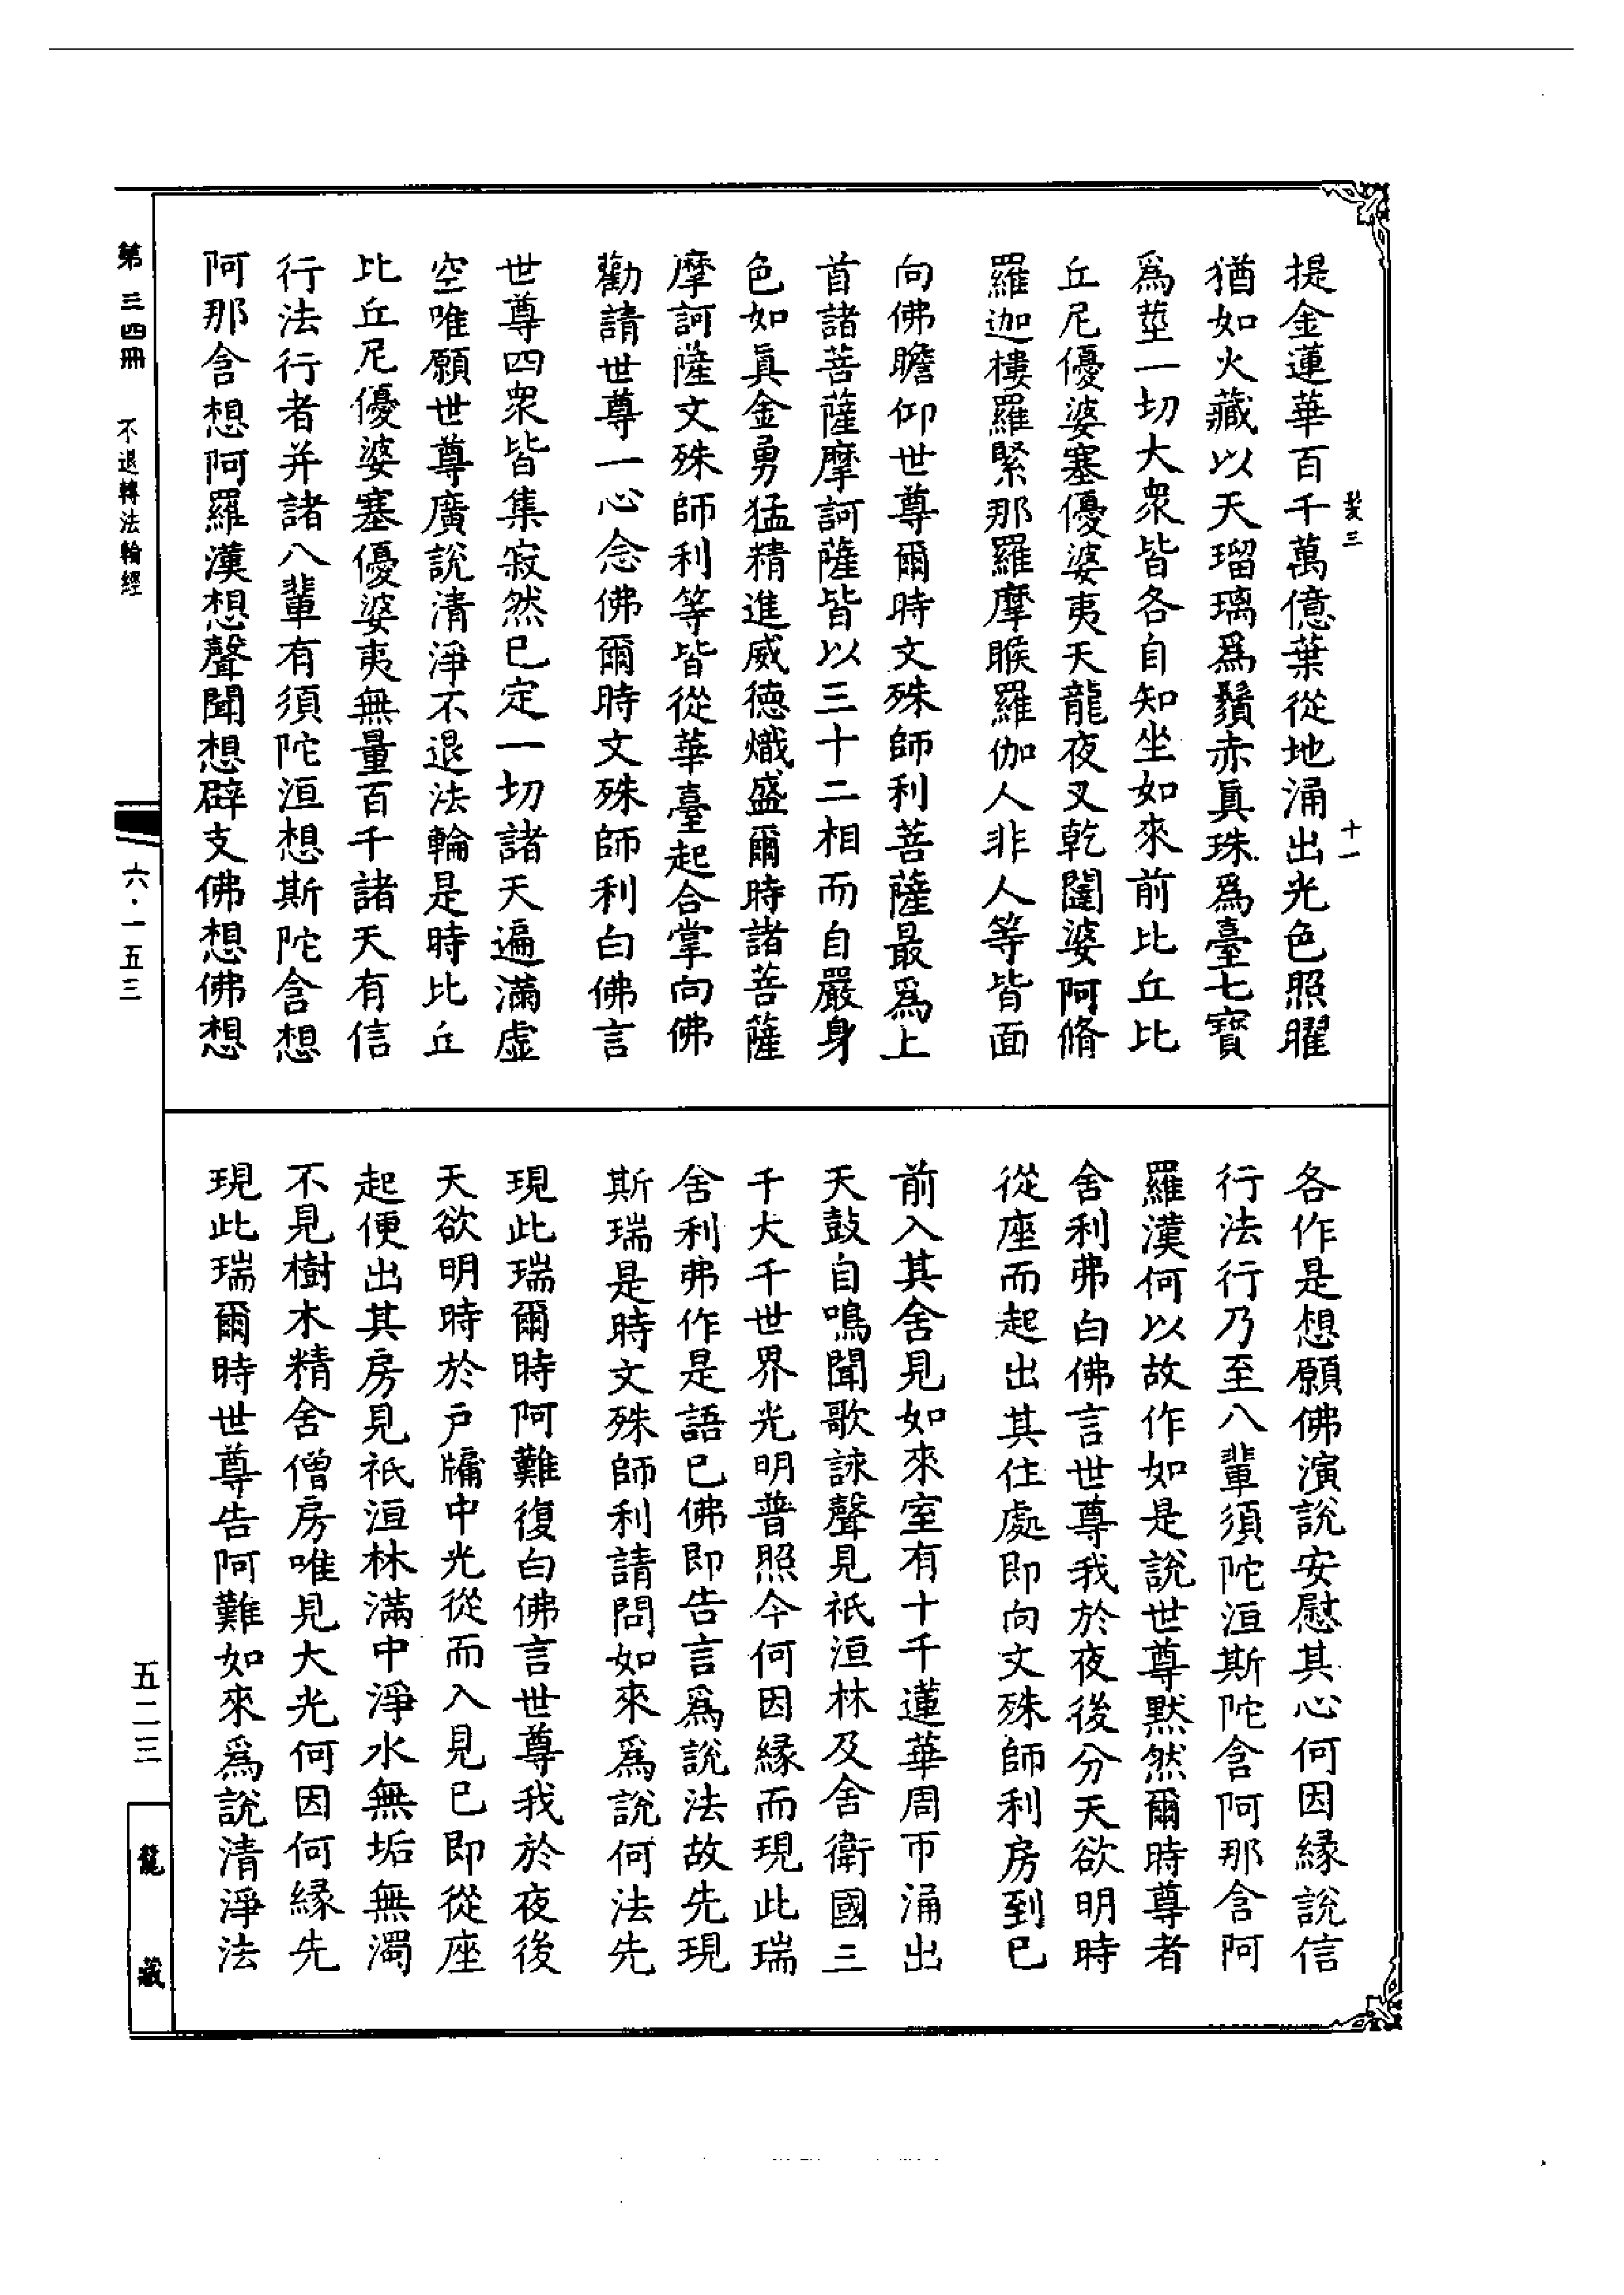 髮三
十一
提金蓮華百千萬億葉從地涌出光色照曜
猶如火藏以天瑠璃爲鬚赤眞珠爲臺七寶
爲莖一切大衆皆各自知坐如來前比丘比
丘尼優婆塞優婆夷天龍夜叉乾闥婆阿脩
羅迦樓羅緊那羅摩睺羅伽人非人等皆面
向佛瞻仰世尊爾時文殊師利菩薩最爲上
首諸菩薩摩訶薩皆以三十二相而自嚴身
色如眞金勇猛精進威德熾盛爾時諸菩薩
摩訶薩文殊師利等皆從華臺起合掌向佛
勸請世尊一心念佛爾時文殊師利白佛言
世尊四衆皆集寂然已定一切諸天遍滿虛
空唯願世尊廣說清淨不退法輪是時比丘
比丘尼優婆塞優婆夷無量百千諸天有信
行法行者并諸八輩有須陀洹想斯陀含想
阿那含想阿羅漢想聲聞想辟支佛想佛想
各作是想願佛演說安慰其心何因緣說信
行法行乃至八輩須陀洹斯陀含阿那含阿
羅漢何以故作如是說世尊默然爾時尊者
舍利弗白佛言世尊我於夜後分天欲明時
從座而起出其住處即向文殊師利房到已
前入其舍見如來室有十千蓮華周帀涌出
天鼓自鳴聞歌詠聲見祇洹林及舍衛國三
千大千世界光明普照今何因緣而現此瑞
舍利弗作是語已佛即告言爲說法故先現
斯瑞是時文殊師利請問如來爲說何法先
現此瑞爾時阿難復白佛言世尊我於夜後
天欲明時於戶牖中光從而入見已即從座
起便出其房見祇洹林滿中淨水無垢無濁
不見樹木精舍僧房唯見大光何因何緣先
現此瑞爾時世尊告阿難如來爲說清淨法
第三四冊
不退轉法輪經
六·一五三
五二三
龍藏